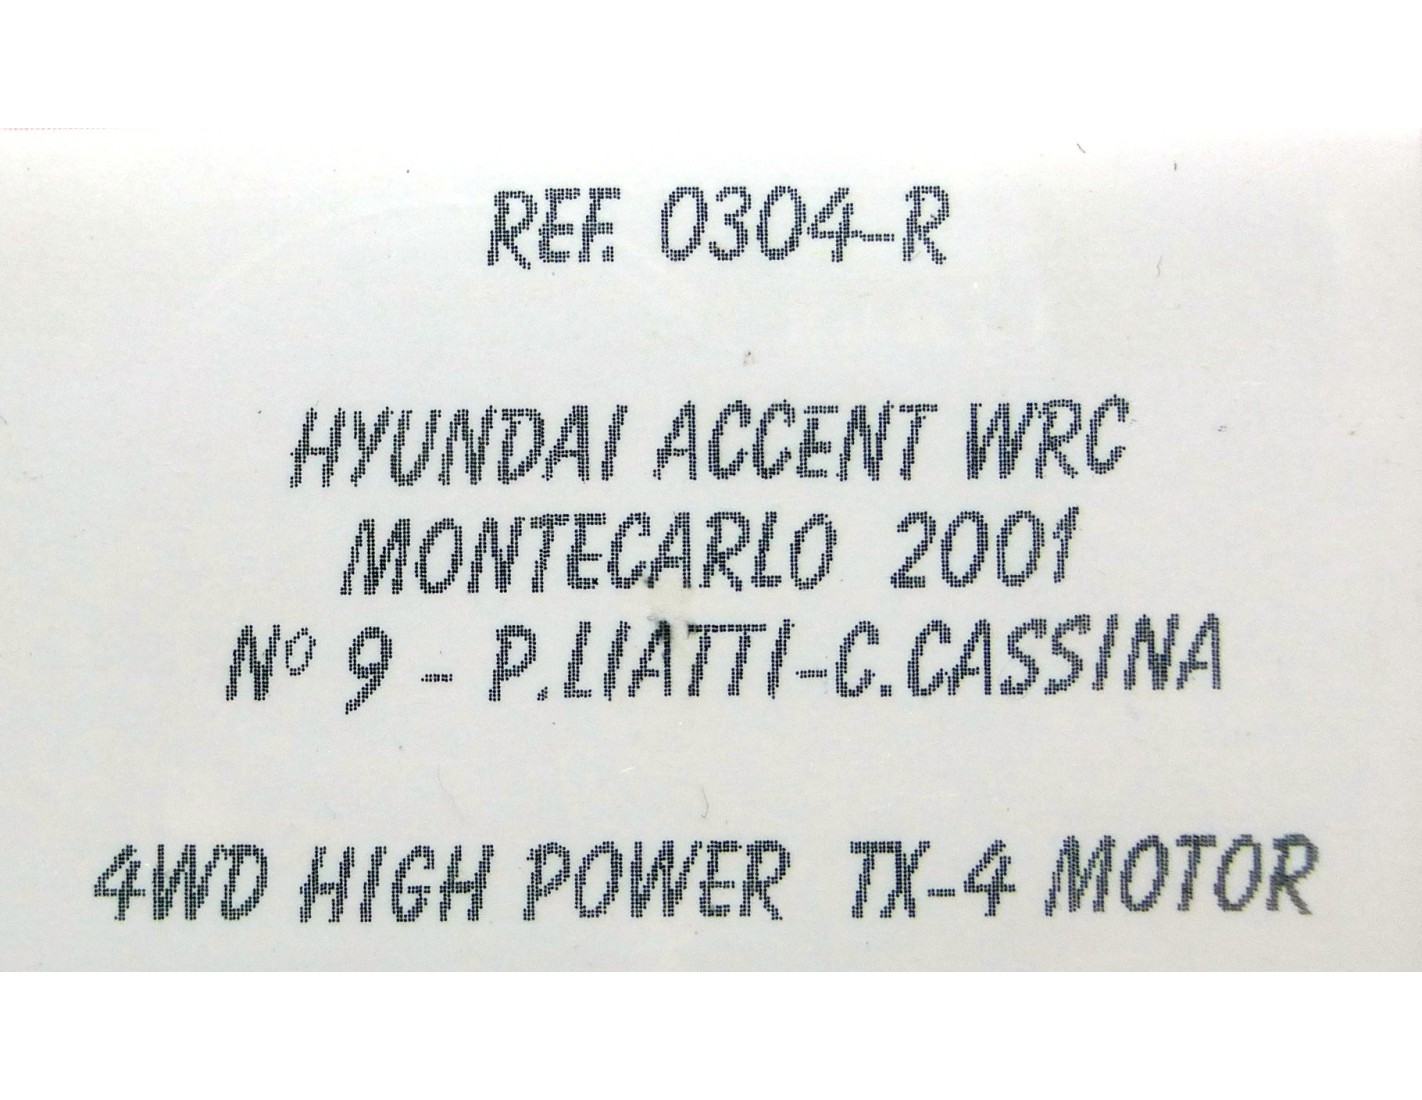 REF. 0304-R
HYUNDAI ACCENT WRC
MONTECARLO 2001
Nº 9 - P.LIATTI-C.CASSINA
4WD HIGH POWER TX-4 MOTOR